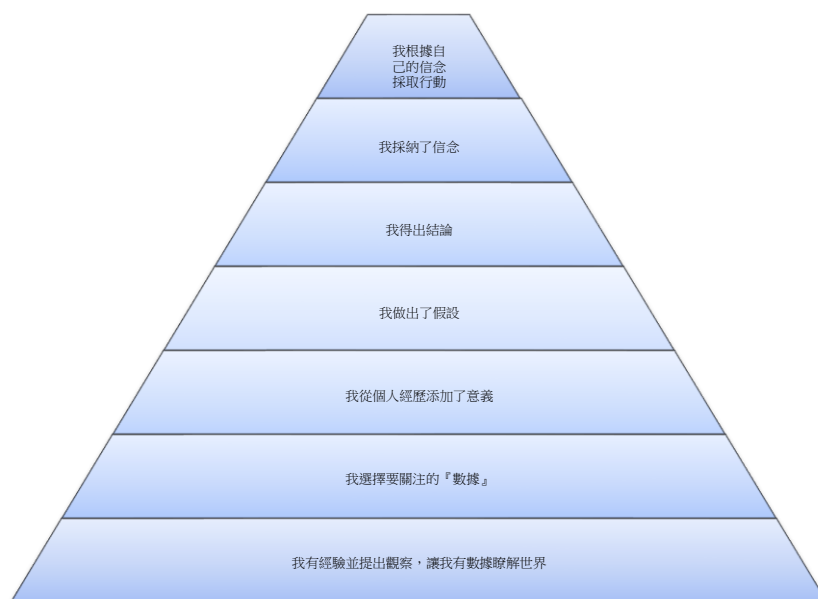 我根據自
己的信念
採取行動
我採納了信念
我得出結論
我做出了假設
我從個人經歷添加了意義
我選擇要關注的『數據』
我有經驗並提出觀察，讓我有數據瞭解世界